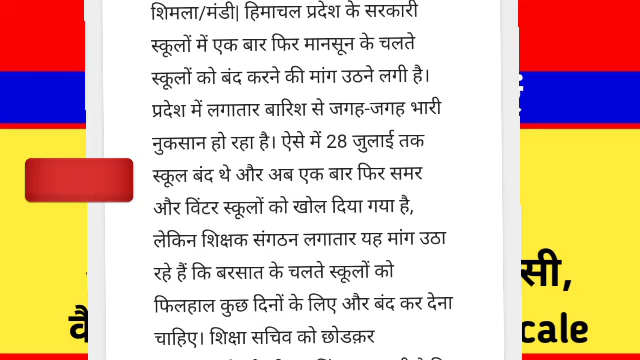 शिमला/मंडी| हिमाचल प्रदेश के सरकारी
स्कूलों में एक बार फिर मानसून के चलते
स्कूलों को बंद करने की मांग उठने लगी है।
प्रदेश में लगातार बारिश से जगह-जगह भारी
नुकसान हो रहा है। ऐसे में 28 जुलाई तक
स्कूल बंद थे और अब एक बार फिर समर
और विंटर स्कूलों को खोल दिया गया है,
लेकिन शिक्षक संगठन लगातार यह मांग उठा
रहे हैं कि बरसात के चलते स्कूलों को
फिलहाल कुछ दिनों के लिए और बंद कर देना
चाहिए। शिक्षा सचिव को छोडक़र
सी,
cale